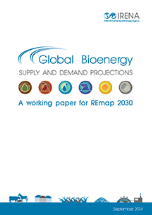 IRENA
Global Bioenergy
SUPPLY AND DEMAND PROJECTIONS
A working paper for REmap 2030
September 2014